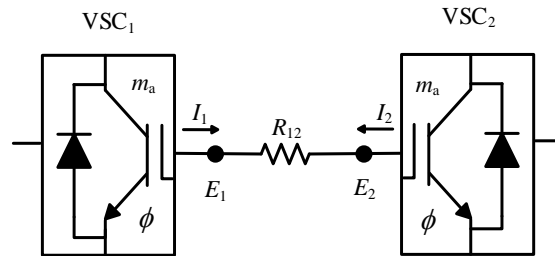 VSC₁
VSC₂
mₐ
mₐ
I₁
R₁₂
I₂
E₁
E₂
ϕ
ϕ